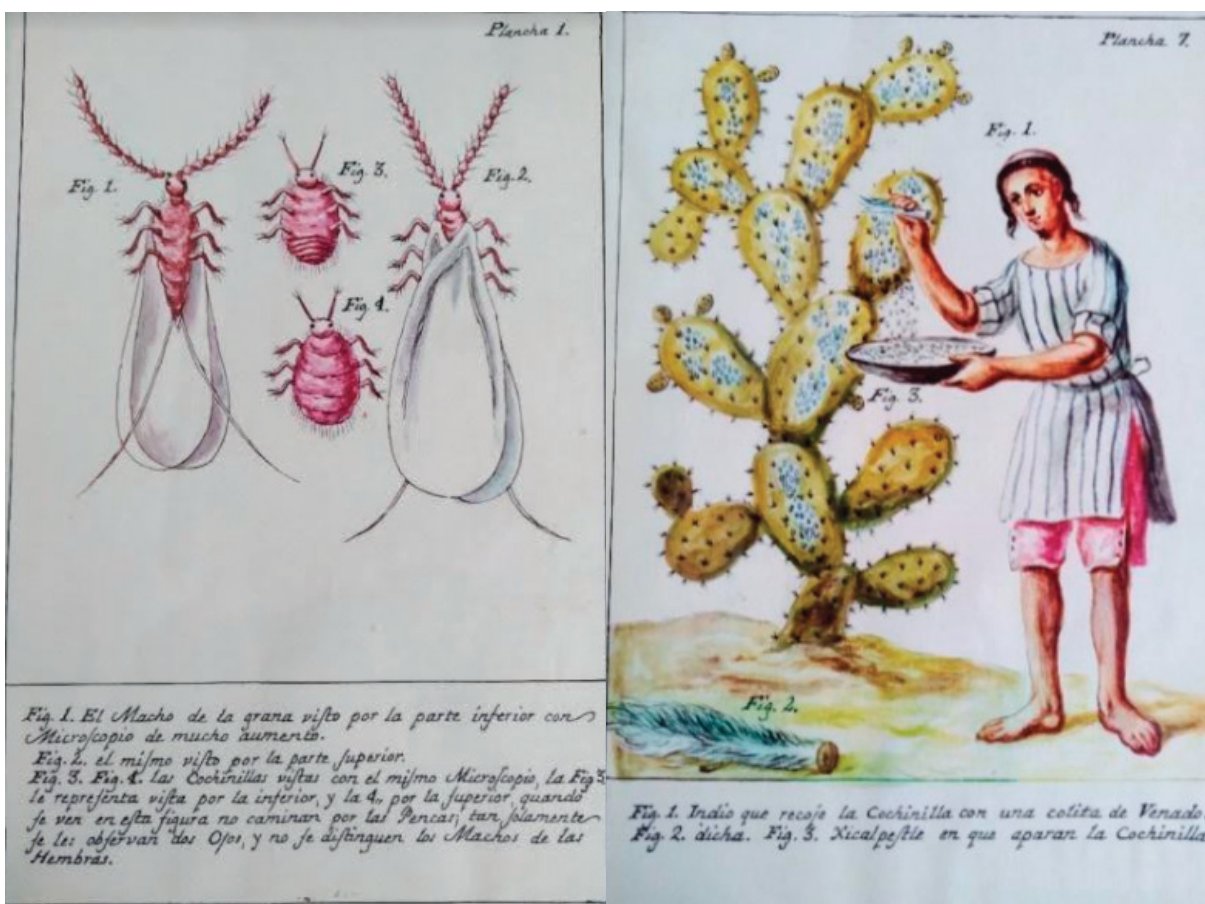 Plancha 1.
Fig. 1.
Fig. 3.
Fig. 2.
Fig. 4.
Fig. 1. El Macho de la grana viſto por la parte inferior con
Microſcopio de mucho aumento.
Fig. 2. el miſmo viſto por la parte ſuperior.
Fig. 3. Fig. 4. las Cochinillas viſtas con el miſmo Microſcopio, la Fig 3
ſe repreſenta viſta por la inferior, y la 4, por la ſuperior, quando
ſe vén en eſta figura no caminan por las Pencas; tan ſolamente
ſe les obſervan dos Ojos, y no ſe diſtinguen los Machos de las
Hembras.
Plancha 7.
Fig. 1.
Fig. 3.
Fig. 2.
Fig. 1. Indio que recoje la Cochinilla con una colita de Venado.
Fig. 2. dicha. Fig. 3. Xicalpeſtle en que aparan la Cochinilla